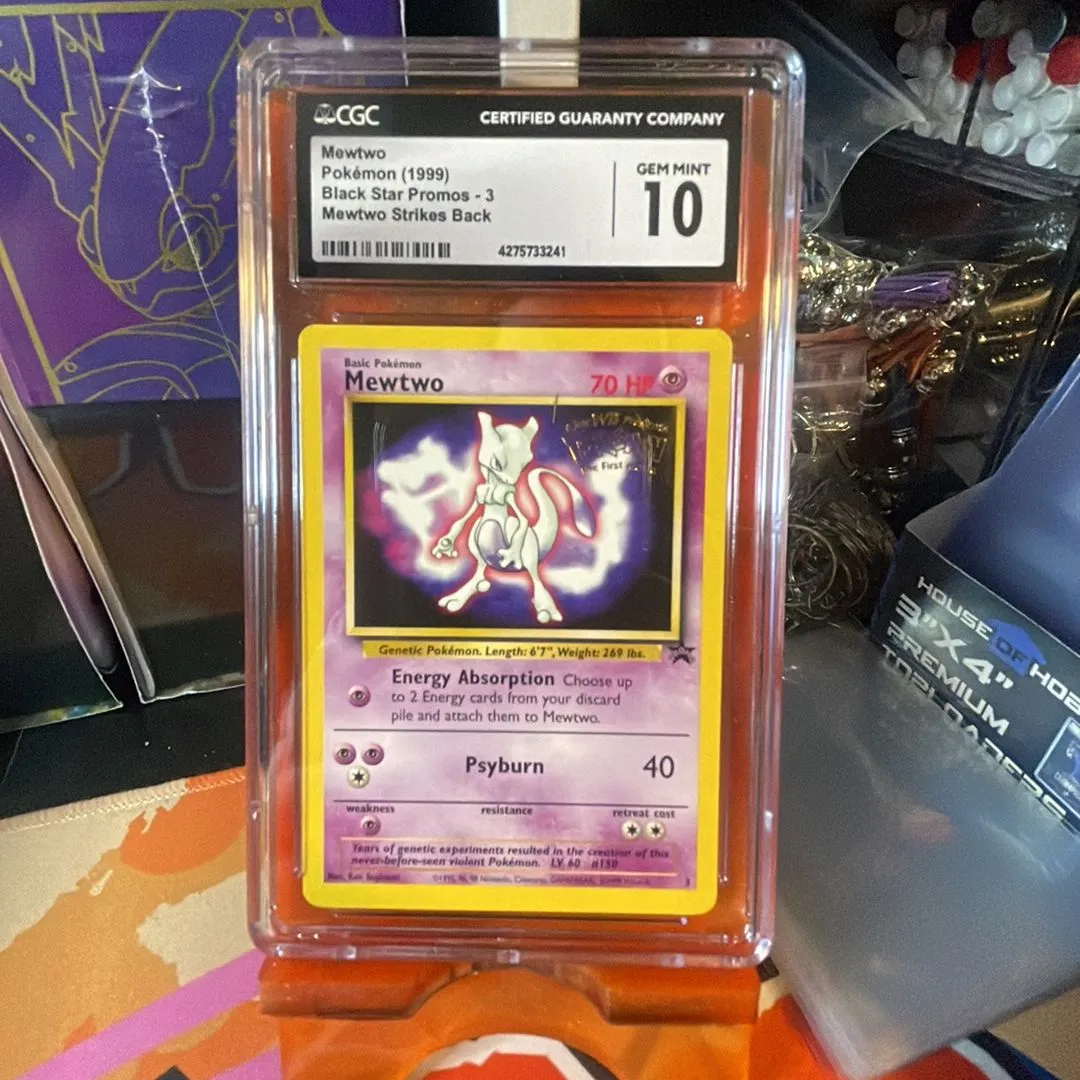 CGC
CERTIFIED GUARANTY COMPANY
Mewtwo
Pokémon (1999)
Black Star Promos - 3
Mewtwo Strikes Back
GEM MINT
10
4275733241
Basic Pokémon
Mewtwo
70 HP
The First
Genetic Pokémon. Length: 6'7", Weight: 269 lbs.
Energy Absorption Choose up
to 2 Energy cards from your discard
pile and attach them to Mewtwo.
Psyburn 40
weakness resistance retreat cost
Years of genetic experiments resulted in the creation of this
never-before-seen violent Pokémon. LV. 60 #150
3
HOUSE OF
3"X4"
PREMIUM
TOPLOADERS